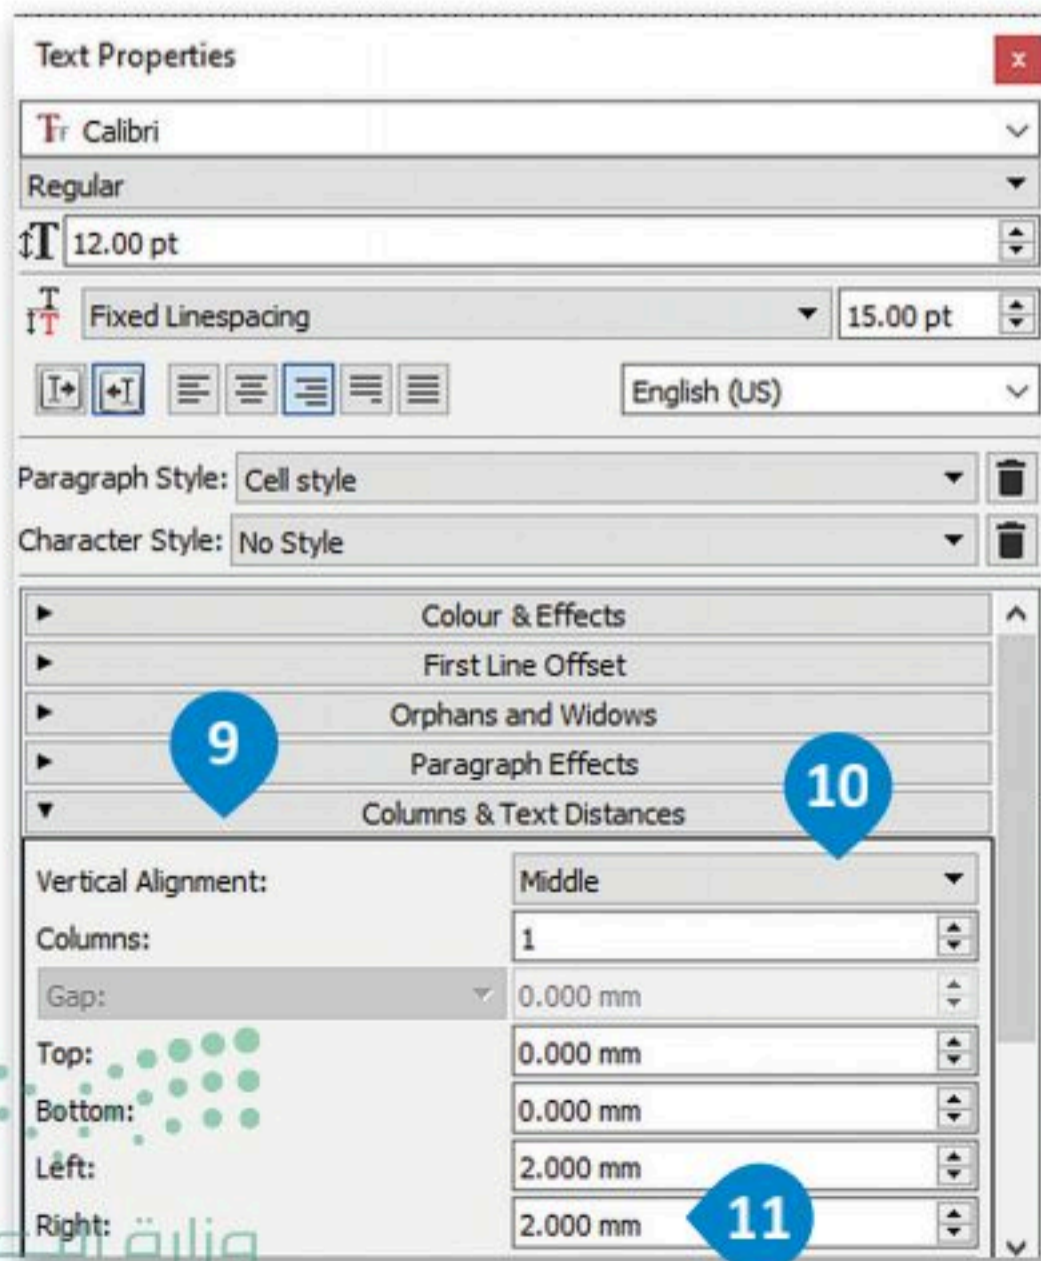 Text Properties
x
Calibri
Regular
12.00 pt
Fixed Linespacing
15.00 pt
English (US)
Paragraph Style:
Cell style
Character Style:
No Style
Colour & Effects
First Line Offset
Orphans and Widows
9
Paragraph Effects
10
Columns & Text Distances
Vertical Alignment:
Middle
Columns:
1
Gap:
0.000 mm
Top:
0.000 mm
Bottom:
0.000 mm
Left:
2.000 mm
Right:
2.000 mm
11
وزارة